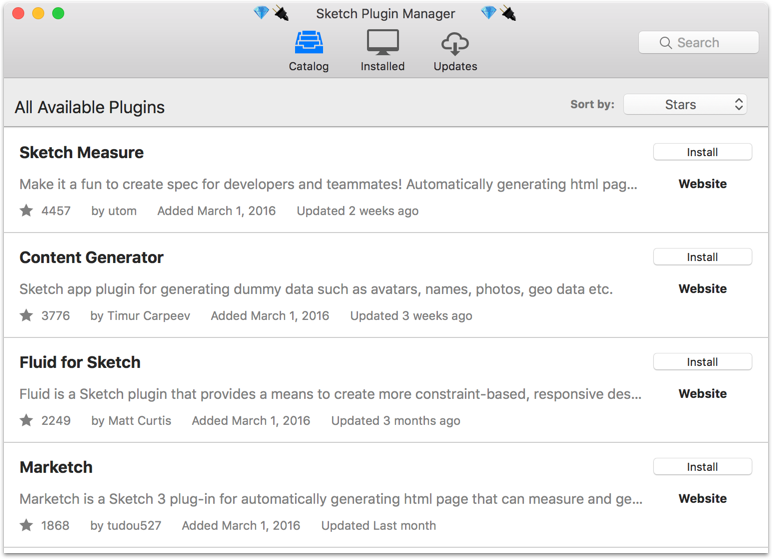 Sketch Plugin Manager
Catalog
Installed
Updates
Search
All Available Plugins
Sort by:
Stars
Sketch Measure
Install
Make it a fun to create spec for developers and teammates! Automatically generating html pag...
Website
4457 by utom Added March 1, 2016 Updated 2 weeks ago
Content Generator
Install
Sketch app plugin for generating dummy data such as avatars, names, photos, geo data etc.
Website
3776 by Timur Carpeev Added March 1, 2016 Updated 3 weeks ago
Fluid for Sketch
Install
Fluid is a Sketch plugin that provides a means to create more constraint-based, responsive des...
Website
2249 by Matt Curtis Added March 1, 2016 Updated 3 months ago
Marketch
Install
Marketch is a Sketch 3 plug-in for automatically generating html page that can measure and ge...
Website
1868 by tudou527 Added March 1, 2016 Updated Last month